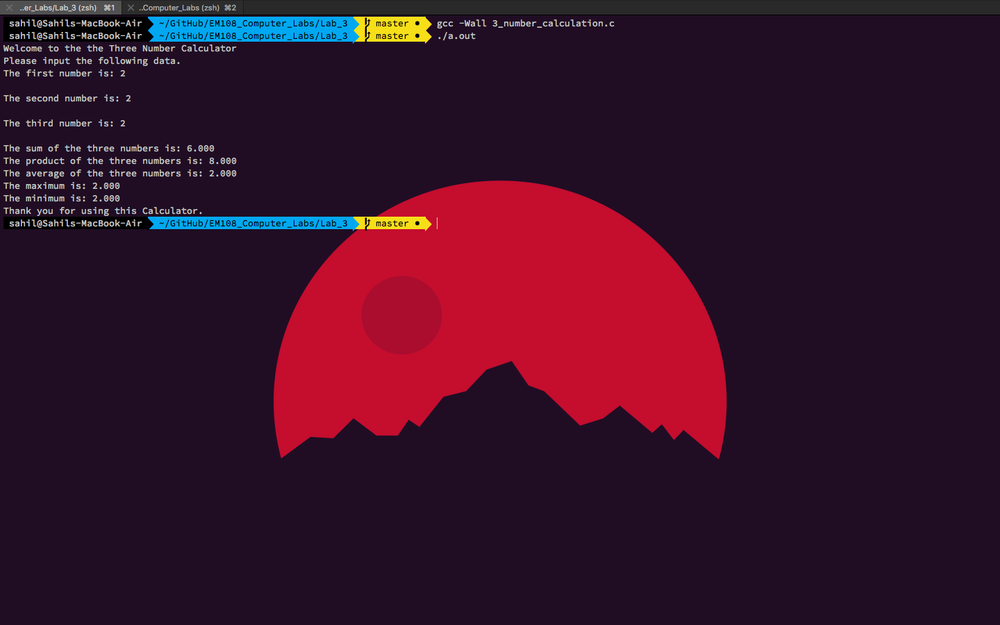 ..er_Labs/Lab_3 (zsh) ⌘1 ..Computer_Labs (zsh) ⌘2
sahil@Sahils-MacBook-Air ~/GitHub/EM108_Computer_Labs/Lab_3 master ● gcc -Wall 3_number_calculation.c
sahil@Sahils-MacBook-Air ~/GitHub/EM108_Computer_Labs/Lab_3 master ● ./a.out
Welcome to the the Three Number Calculator
Please input the following data.
The first number is: 2
The second number is: 2
The third number is: 2
The sum of the three numbers is: 6.000
The product of the three numbers is: 8.000
The average of the three numbers is: 2.000
The maximum is: 2.000
The minimum is: 2.000
Thank you for using this Calculator.
sahil@Sahils-MacBook-Air ~/GitHub/EM108_Computer_Labs/Lab_3 master ●